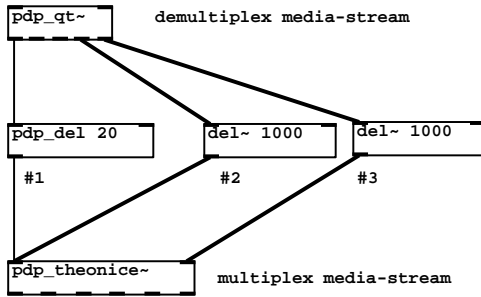 pdp_qt~ demultiplex media-stream
pdp_del 20 del~ 1000 del~ 1000
#1 #2 #3
pdp_theonice~ multiplex media-stream